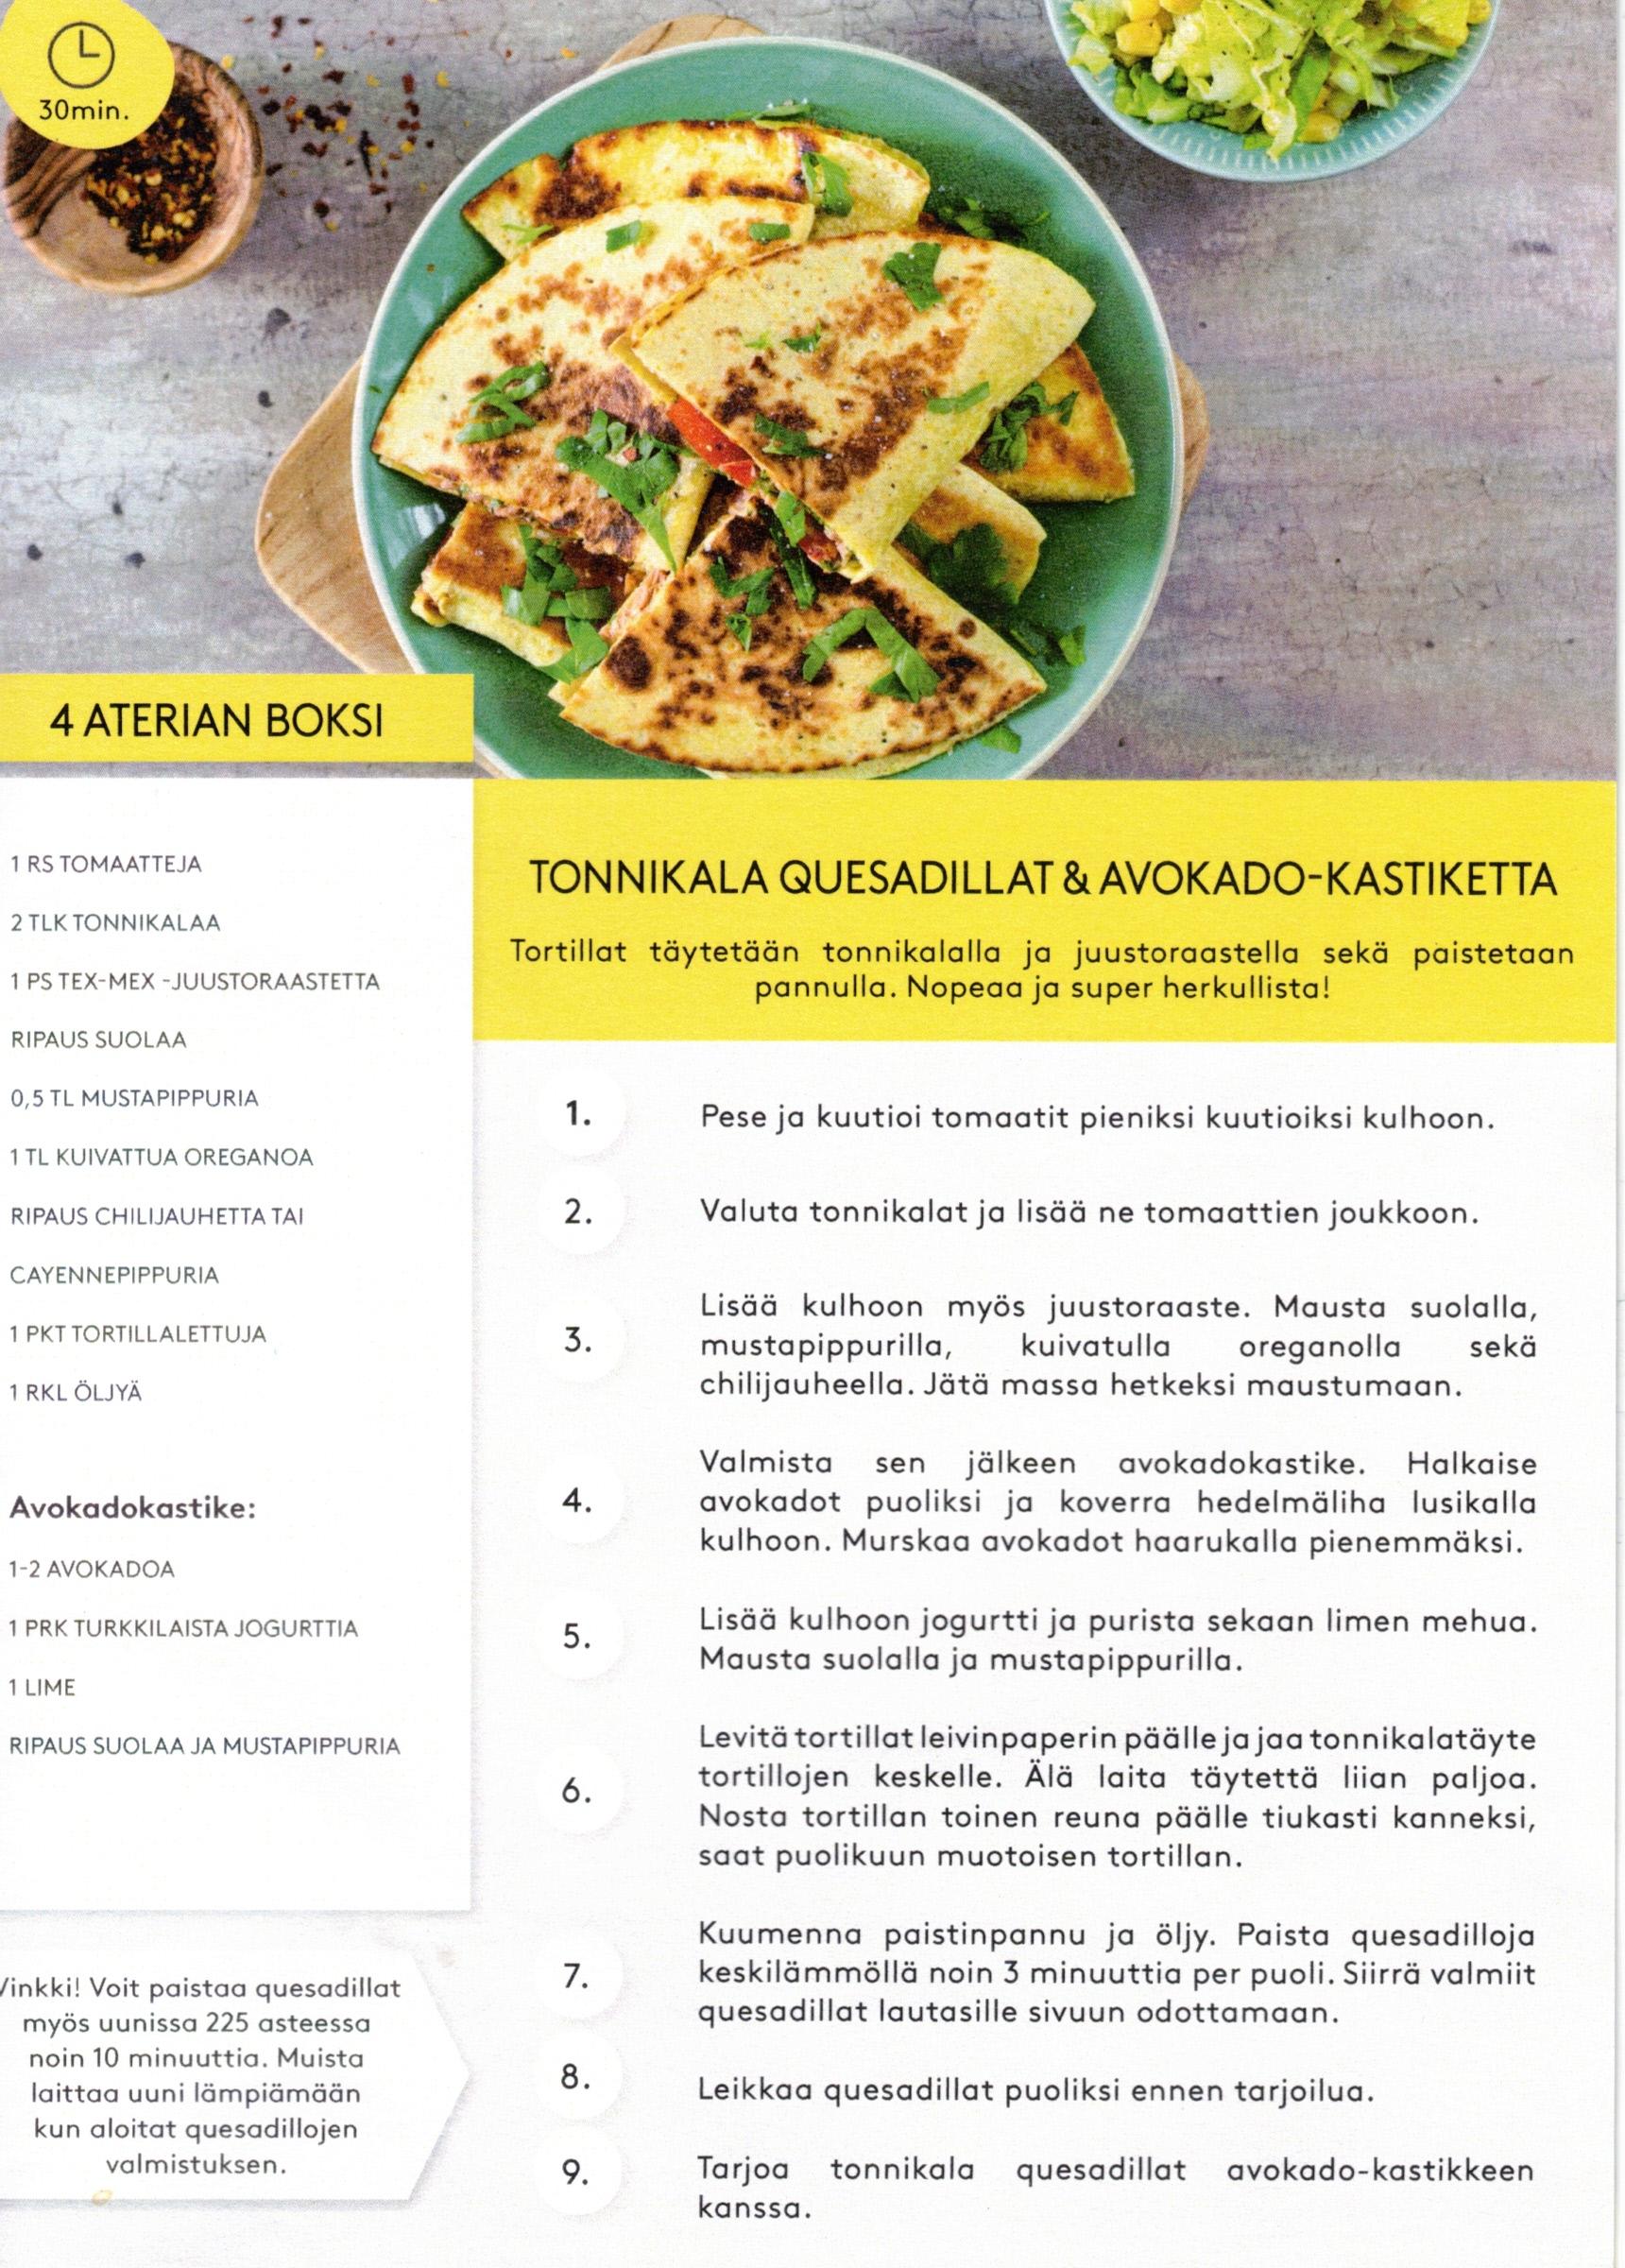 30min.
4 ATERIAN BOKSI
1 RS TOMAATTEJA
2 TLK TONNIKALAA
1 PS TEX-MEX -JUUSTORAASTETTA
RIPAUS SUOLAA
0,5 TL MUSTAPIPPURIA
1 TL KUIVATTUA OREGANOA
RIPAUS CHILIJAUHETTA TAI
CAYENNEPIPPURIA
1 PKT TORTILLALETTUJA
1 RKL ÖLJYÄ
Avokadokastike:
1-2 AVOKADOA
1 PRK TURKKILAISTA JOGURTTIA
1 LIME
RIPAUS SUOLAA JA MUSTAPIPPURIA
Vinkki! Voit paistaa quesadillat
myös uunissa 225 asteessa
noin 10 minuuttia. Muista
laittaa uuni lämpiämään
kun aloitat quesadillojen
valmistuksen.
TONNIKALA QUESADILLAT & AVOKADO-KASTIKETTA
Tortillat täytetään tonnikalalla ja juustoraastella sekä paistetaan
pannulla. Nopeaa ja super herkullista!
1. Pese ja kuutioi tomaatit pieniksi kuutioiksi kulhoon.
2. Valuta tonnikalat ja lisää ne tomaattien joukkoon.
3. Lisää kulhoon myös juustoraaste. Mausta suolalla,
mustapippurilla, kuivatulla oreganolla sekä
chilijauheella. Jätä massa hetkeksi maustumaan.
4. Valmista sen jälkeen avokadokastike. Halkaise
avokadot puoliksi ja koverra hedelmäliha lusikalla
kulhoon. Murskaa avokadot haarukalla pienemmäksi.
5. Lisää kulhoon jogurtti ja purista sekaan limen mehua.
Mausta suolalla ja mustapippurilla.
6. Levitä tortillat leivinpaperin päälle ja jaa tonnikalatäyte
tortillojen keskelle. Älä laita täytettä liian paljoa.
Nosta tortillan toinen reuna päälle tiukasti kanneksi,
saat puolikuun muotoisen tortillan.
7. Kuumenna paistinpannu ja öljy. Paista quesadilloja
keskilämmöllä noin 3 minuuttia per puoli. Siirrä valmiit
quesadillat lautasille sivuun odottamaan.
8. Leikkaa quesadillat puoliksi ennen tarjoilua.
9. Tarjoa tonnikala quesadillat avokado-kastikkeen
kanssa.